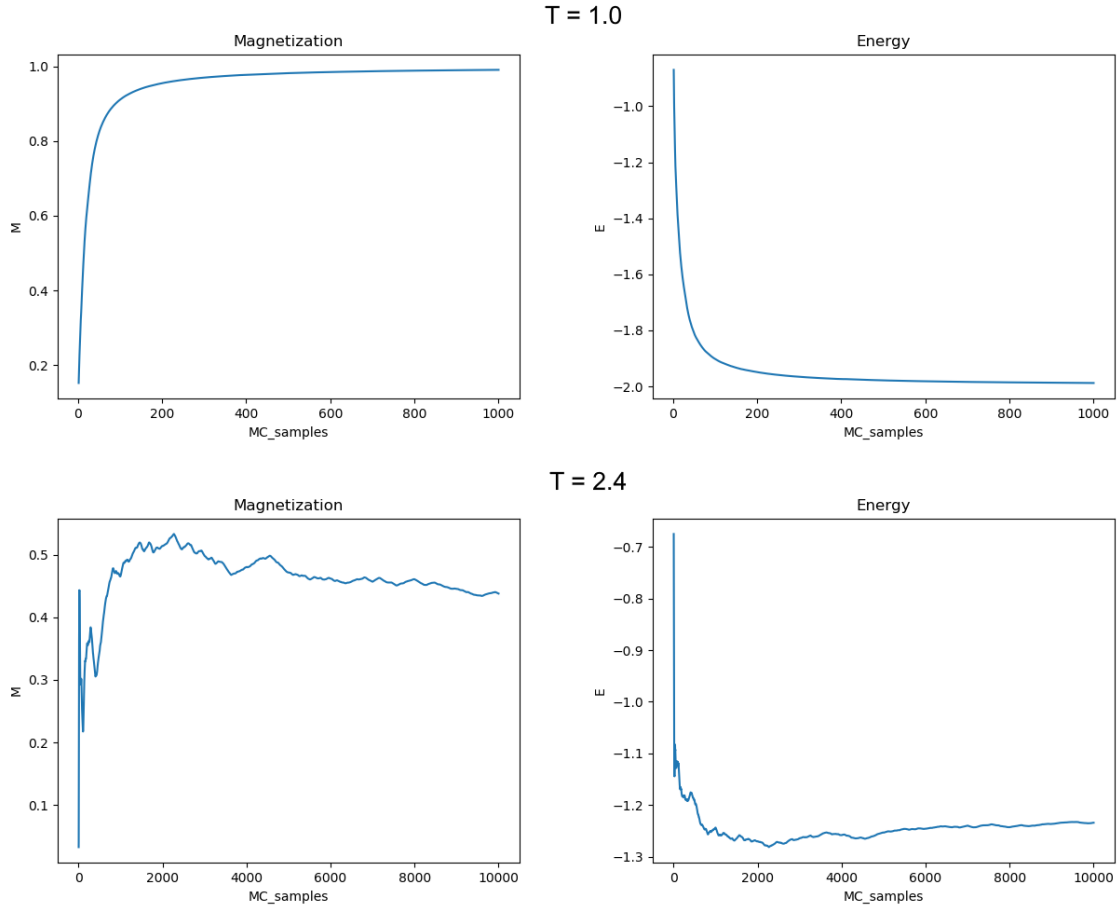 T = 1.0
Magnetization
1.0
0.8
0.6
0.4
0.2
M
0 200 400 600 800 1000
MC_samples
Energy
−1.0
−1.2
−1.4
−1.6
−1.8
−2.0
E
0 200 400 600 800 1000
MC_samples
T = 2.4
Magnetization
0.5
0.4
0.3
0.2
0.1
M
0 2000 4000 6000 8000 10000
MC_samples
Energy
−0.7
−0.8
−0.9
−1.0
−1.1
−1.2
−1.3
E
0 2000 4000 6000 8000 10000
MC_samples